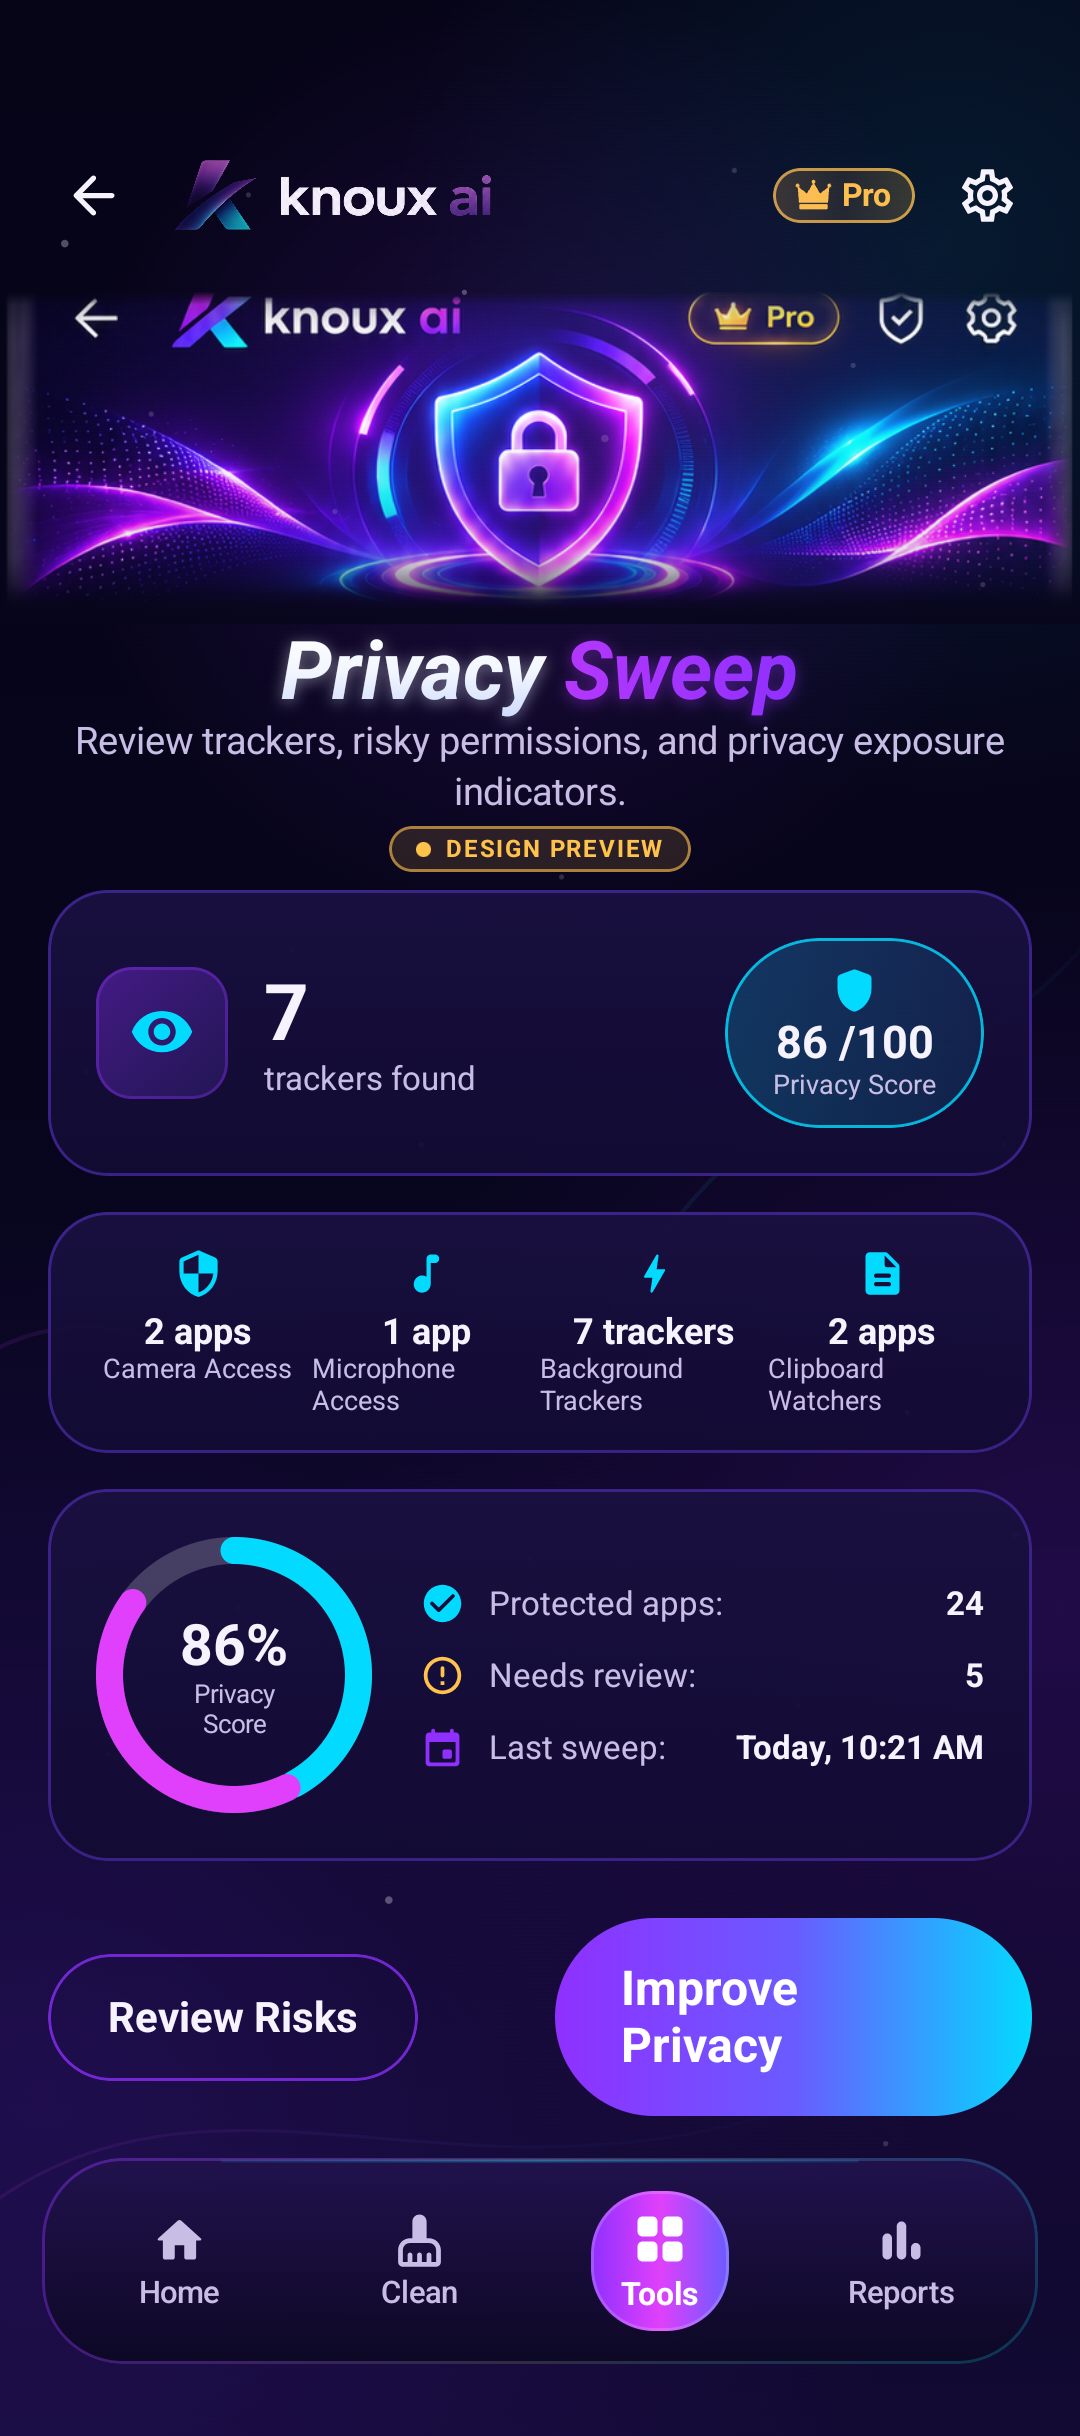 knoux ai
Pro
knoux ai
Pro
Privacy Sweep
Review trackers, risky permissions, and privacy exposure
indicators.
DESIGN PREVIEW
7
trackers found
86 /100
Privacy Score
2 apps
Camera Access
1 app
Microphone
Access
7 trackers
Background
Trackers
2 apps
Clipboard
Watchers
86%
Privacy
Score
Protected apps: 24
Needs review: 5
Last sweep: Today, 10:21 AM
Review Risks
Improve
Privacy
Home
Clean
Tools
Reports